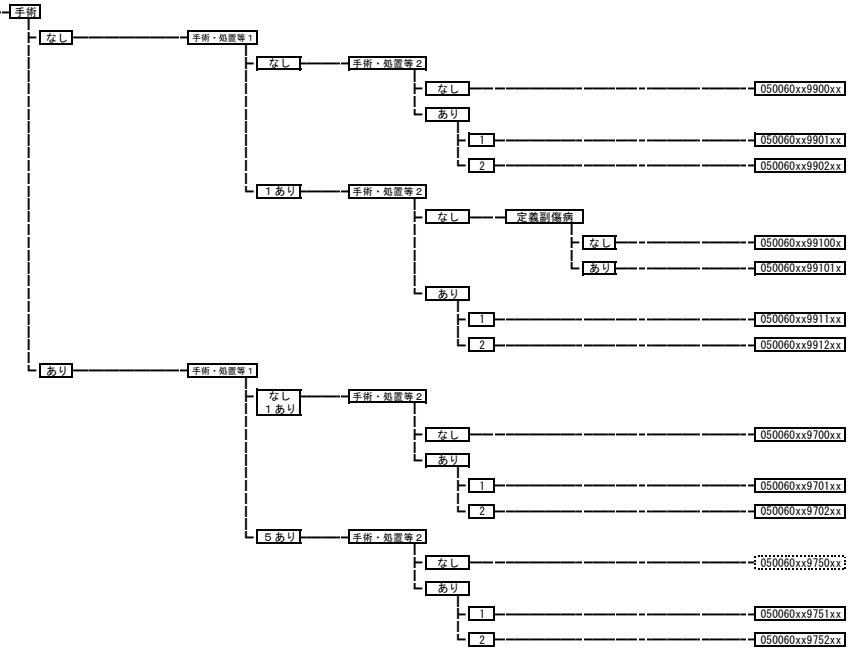 手術
なし 手術・処置等1
なし 手術・処置等2
なし 050060xx9900xx
あり
1 050060xx9901xx
2 050060xx9902xx
1あり 手術・処置等2
なし 定義副傷病
なし 050060xx99100x
あり 050060xx99101x
あり
1 050060xx9911xx
2 050060xx9912xx
あり 手術・処置等1
なし
1あり 手術・処置等2
なし 050060xx9700xx
あり
1 050060xx9701xx
2 050060xx9702xx
5あり 手術・処置等2
なし 050060xx9750xx
あり
1 050060xx9751xx
2 050060xx9752xx